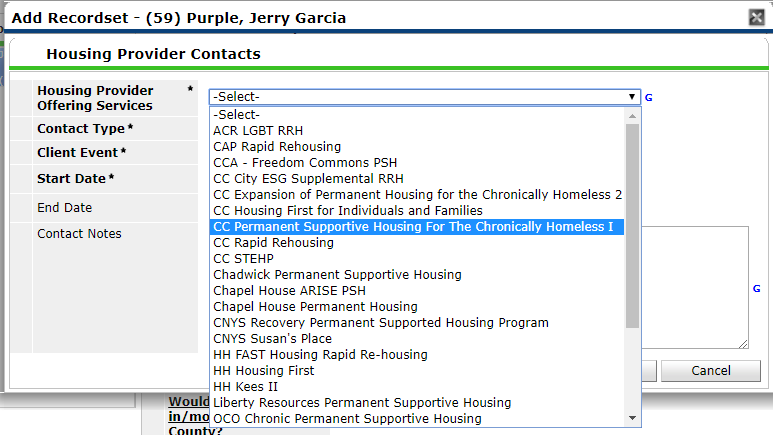 Add Recordset - (59) Purple, Jerry Garcia
Housing Provider Contacts
Housing Provider *
Offering Services
-Select-
G
Contact Type*
Client Event*
Start Date*
End Date
Contact Notes
-Select-
ACR LGBT RRH
CAP Rapid Rehousing
CCA - Freedom Commons PSH
CC City ESG Supplemental RRH
CC Expansion of Permanent Housing for the Chronically Homeless 2
CC Housing First for Individuals and Families
CC Permanent Supportive Housing For The Chronically Homeless I
CC Rapid Rehousing
CC STEHP
Chadwick Permanent Supportive Housing
Chapel House ARISE PSH
Chapel House Permanent Housing
CNYS Recovery Permanent Supported Housing Program
CNYS Susan's Place
HH FAST Housing Rapid Re-housing
HH Housing First
HH Kees II
Liberty Resources Permanent Supportive Housing
OCO Chronic Permanent Supportive Housing
G
Cancel
Would
in/mo
County?